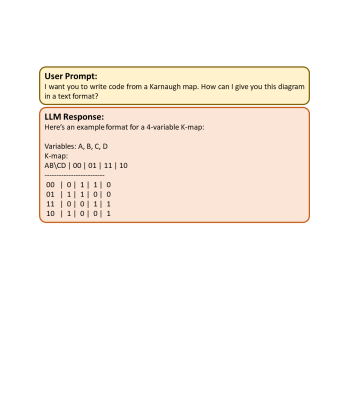 User Prompt:
I want you to write code from a Karnaugh map. How can I give you this diagram
in a text format?
LLM Response:
Here's an example format for a 4-variable K-map:
Variables: A, B, C, D
K-map:
AB\CD | 00 | 01 | 11 | 10
--------------------------
00 | 0 | 1 | 1 | 0
01 | 1 | 1 | 0 | 0
11 | 0 | 0 | 1 | 1
10 | 1 | 0 | 0 | 1